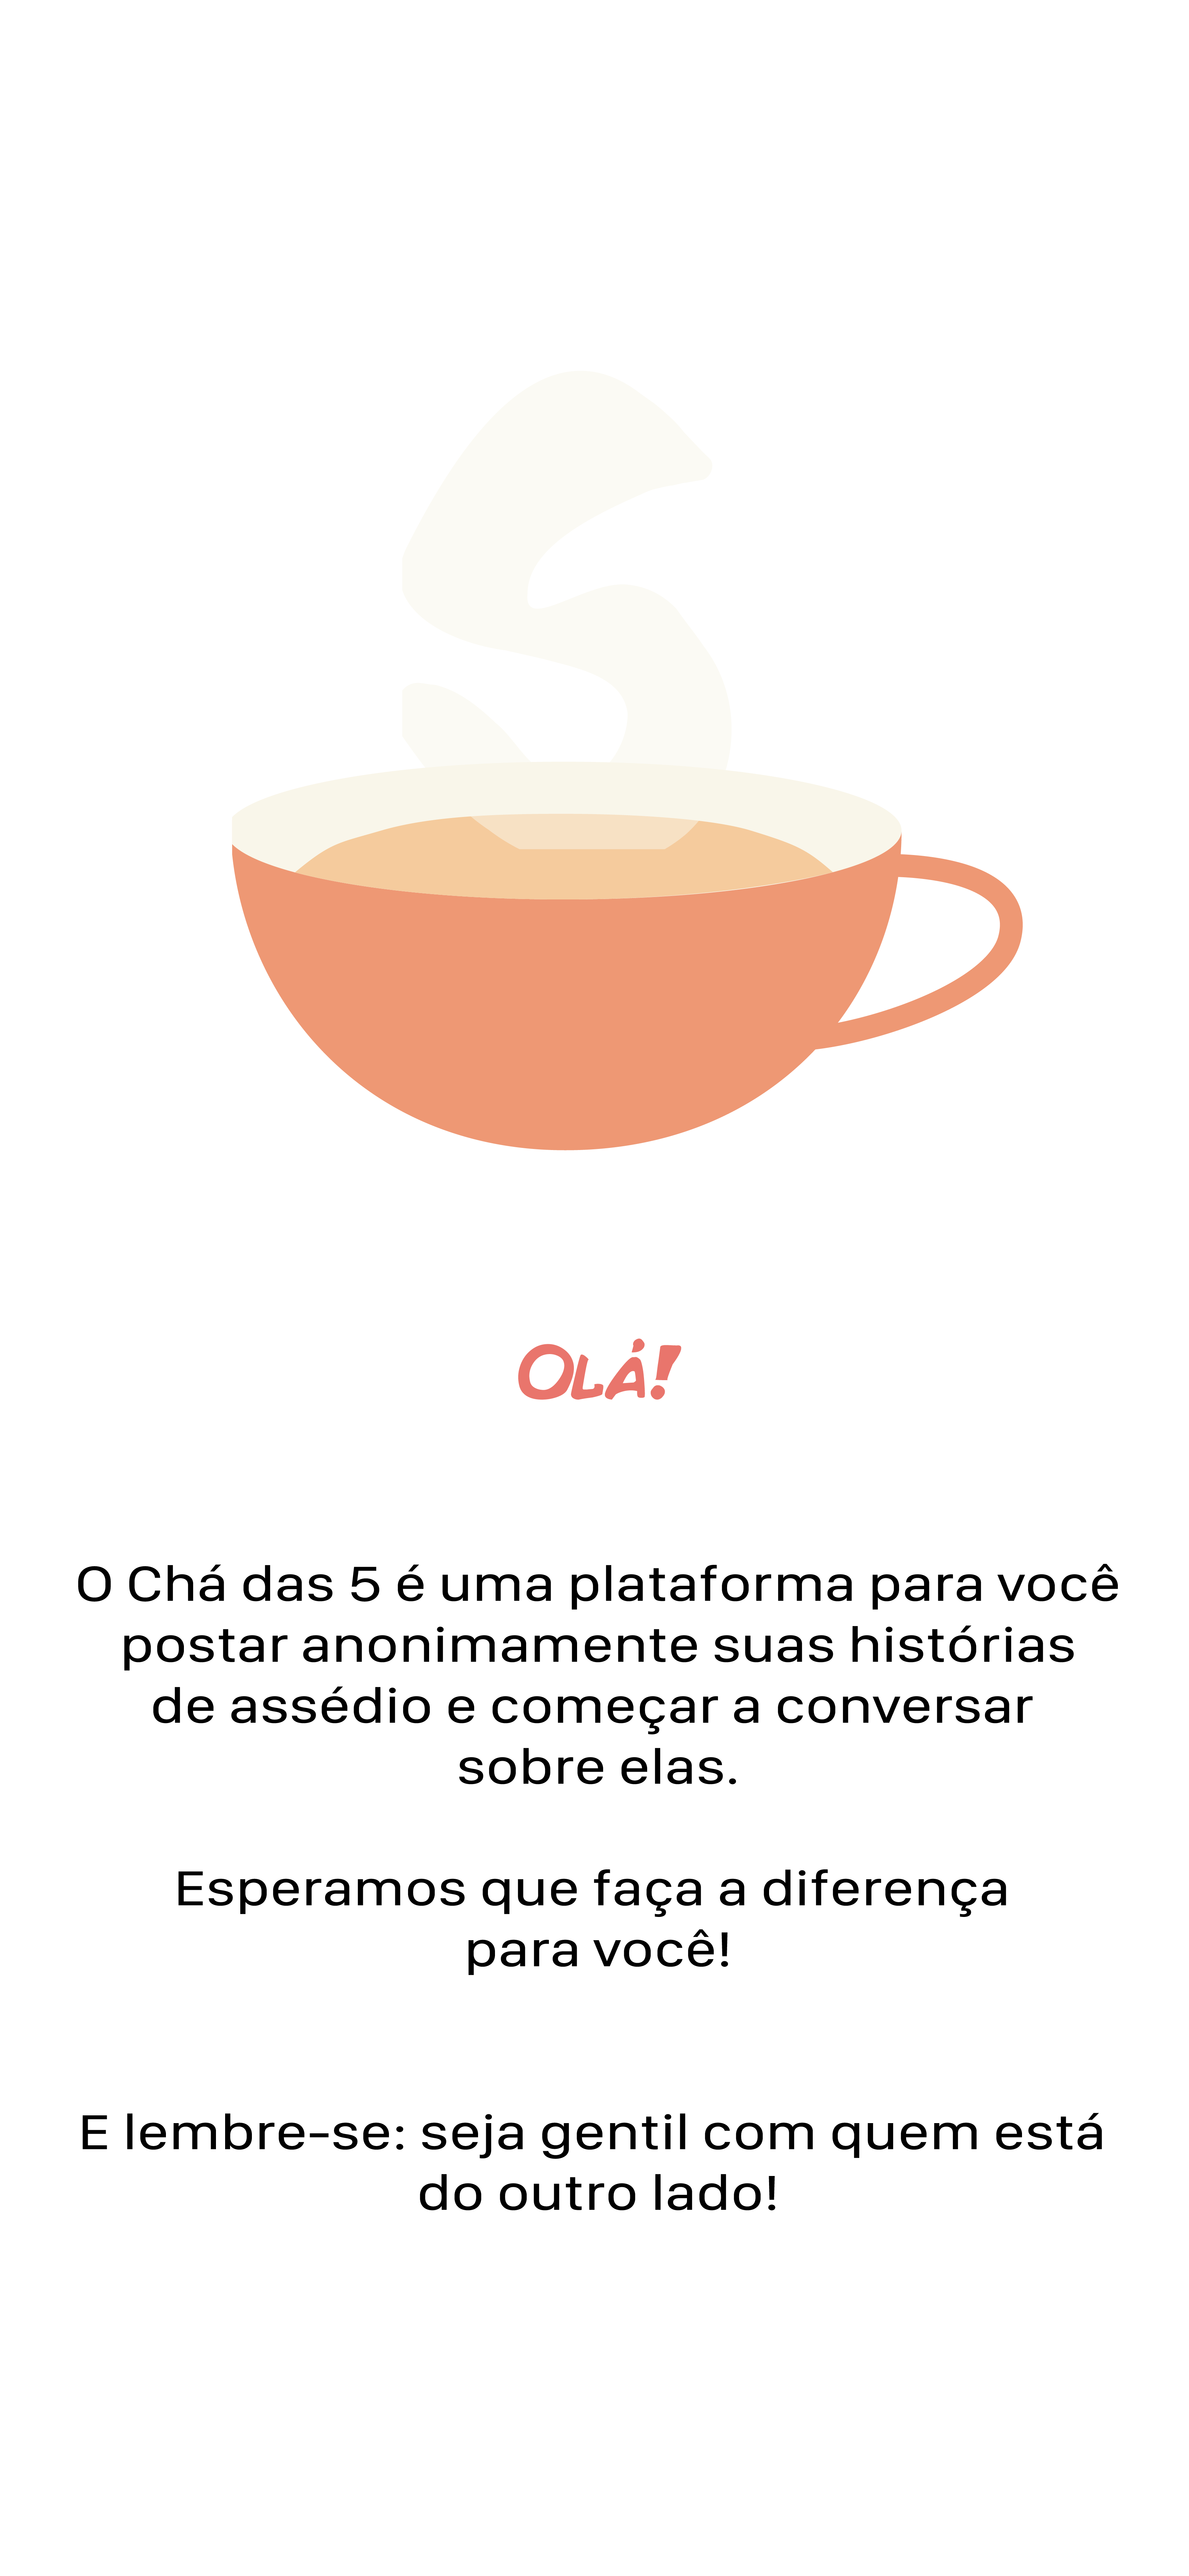 OLÁ!
O Chá das 5 é uma plataforma para você
postar anonimamente suas histórias
de assédio e começar a conversar
sobre elas.
Esperamos que faça a diferença
para você!
E lembre-se: seja gentil com quem está
do outro lado!